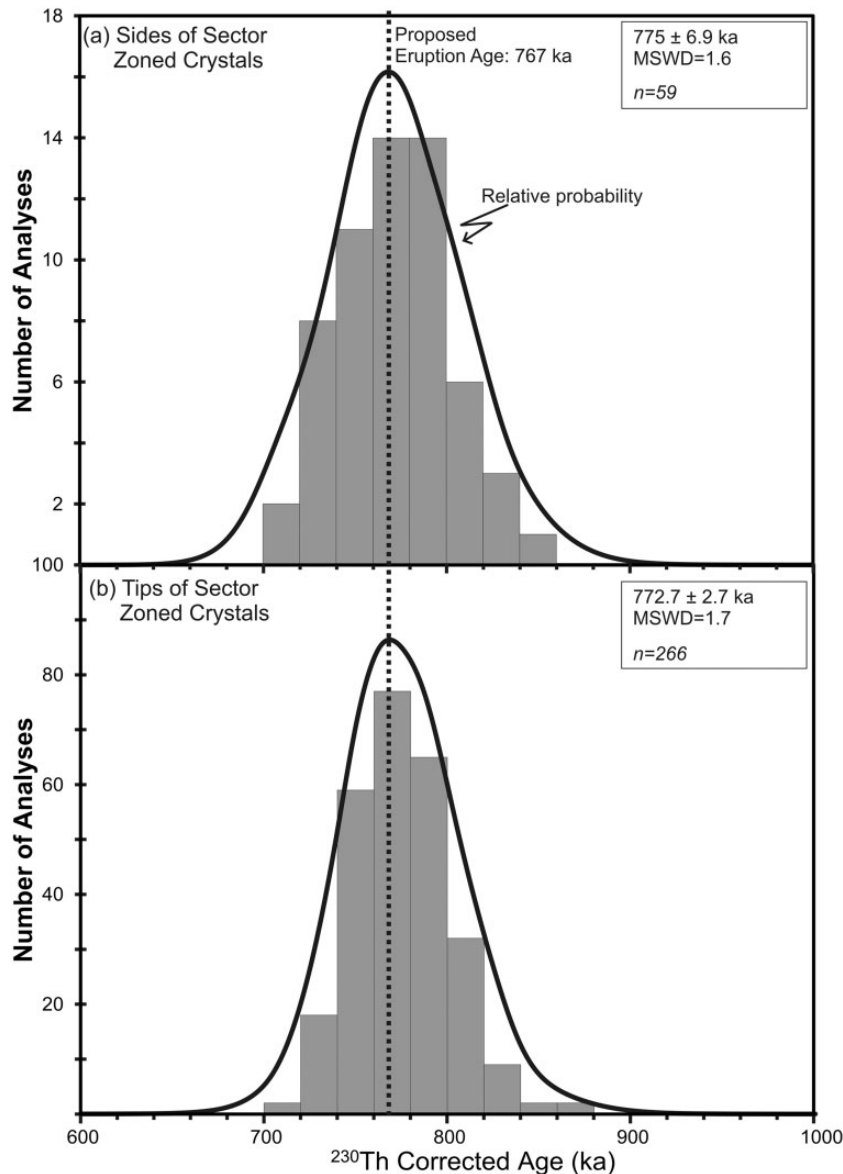 18
(a) Sides of Sector
Zoned Crystals
Proposed
Eruption Age: 767 ka
775 ± 6.9 ka
MSWD=1.6
n=59
14
Relative probability
10
6
2
Number of Analyses
100
(b) Tips of Sector
Zoned Crystals
772.7 ± 2.7 ka
MSWD=1.7
n=266
80
60
40
20
Number of Analyses
600
700
800
900
1000
²³⁰Th Corrected Age (ka)